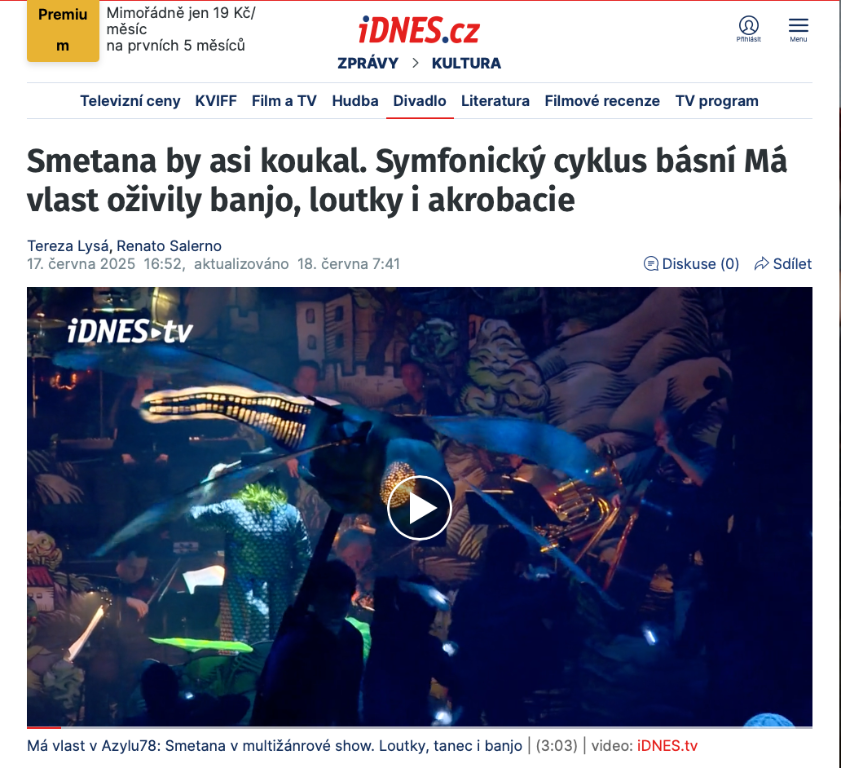 Premiu
m
Mimořádně jen 19 Kč/
měsíc
na prvních 5 měsíců
iDNES.cz
Přihlásit
Menu
ZPRÁVY > KULTURA
Televizní ceny KVIFF Film a TV Hudba Divadlo Literatura Filmové recenze TV program
Smetana by asi koukal. Symfonický cyklus básní Má
vlast oživily banjo, loutky i akrobacie
Tereza Lysá, Renato Salerno
17. června 2025 16:52, aktualizováno 18. června 7:41
Diskuse (0) Sdílet
iDNES tv
Má vlast v Azylu78: Smetana v multižánrové show. Loutky, tanec i banjo | (3:03) | video: iDNES.tv